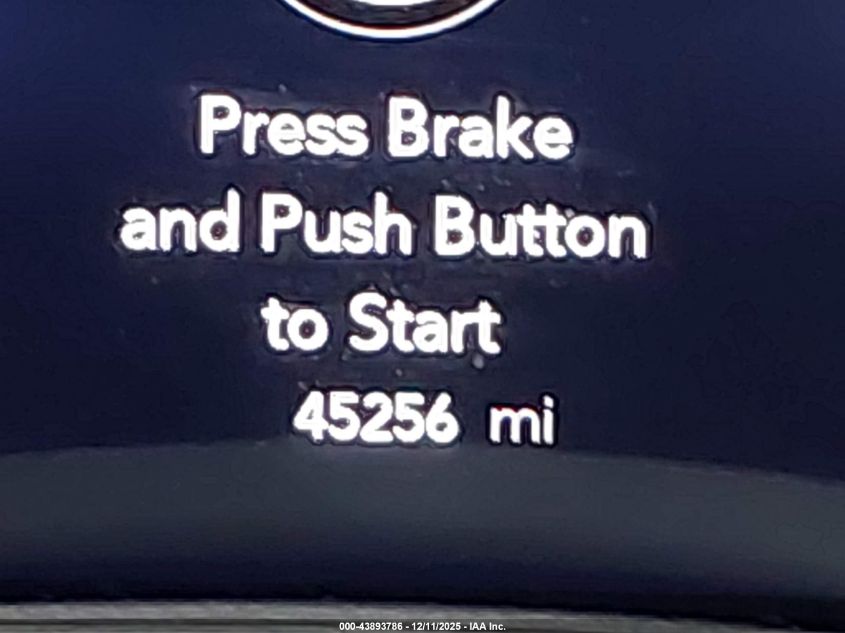 Press Brake
and Push Button
to Start
45256 mi
000-43893786 - 12/11/2025 - IAA Inc.